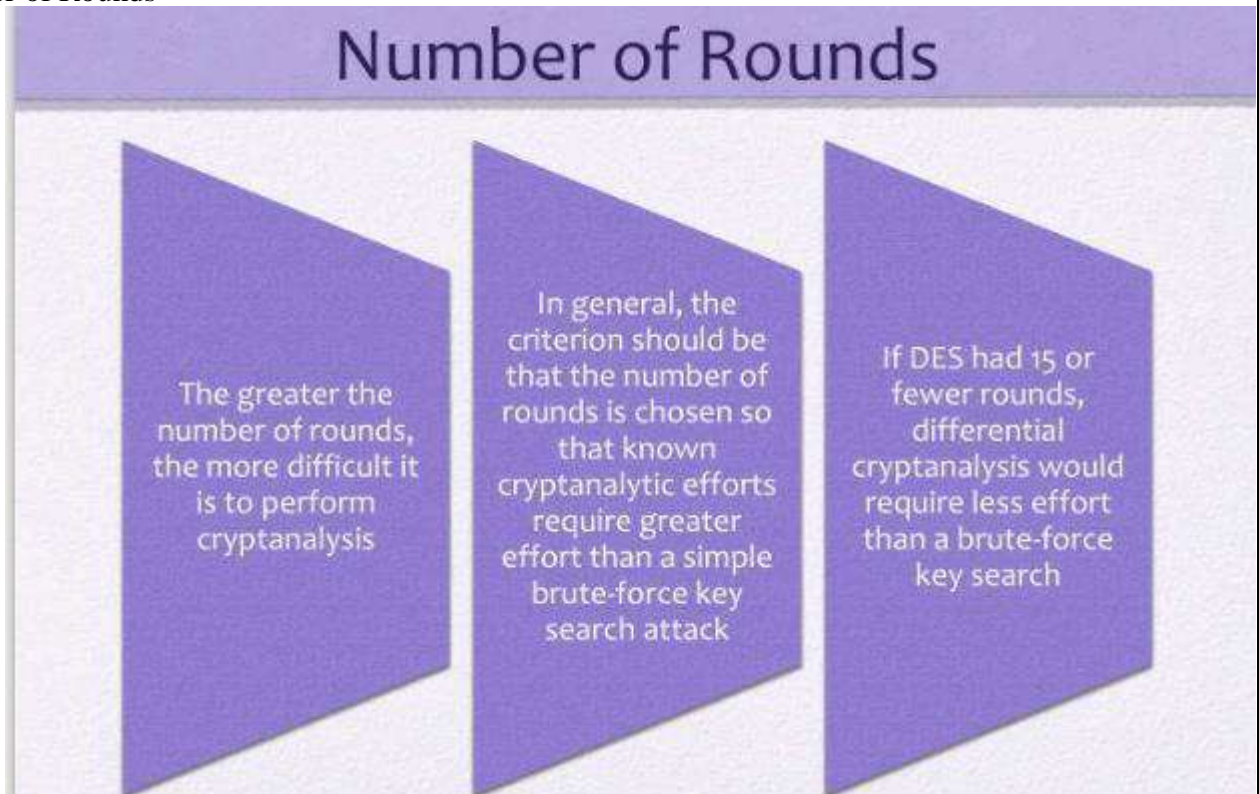 of Rounds
Number of Rounds
The greater the
number of rounds,
the more difficult it
is to perform
cryptanalysis
In general, the
criterion should be
that the number of
rounds is chosen so
that known
cryptanalytic efforts
require greater
effort than a simple
brute-force key
search attack
If DES had 15 or
fewer rounds,
differential
cryptanalysis would
require less effort
than a brute-force
key search